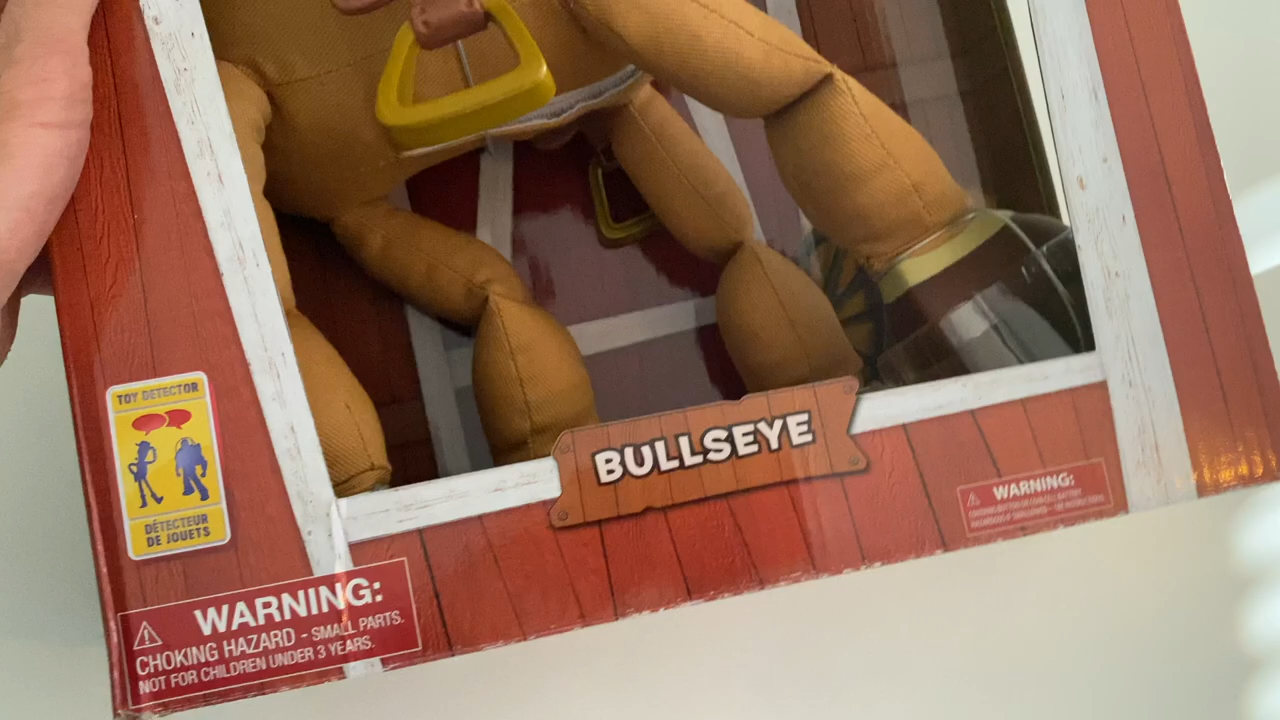 TOY DETECTOR
DÉTECTEUR
DE JOUETS
BULLSEYE
WARNING:
CHOKING HAZARD - SMALL PARTS.
NOT FOR CHILDREN UNDER 3 YEARS.
WARNING: